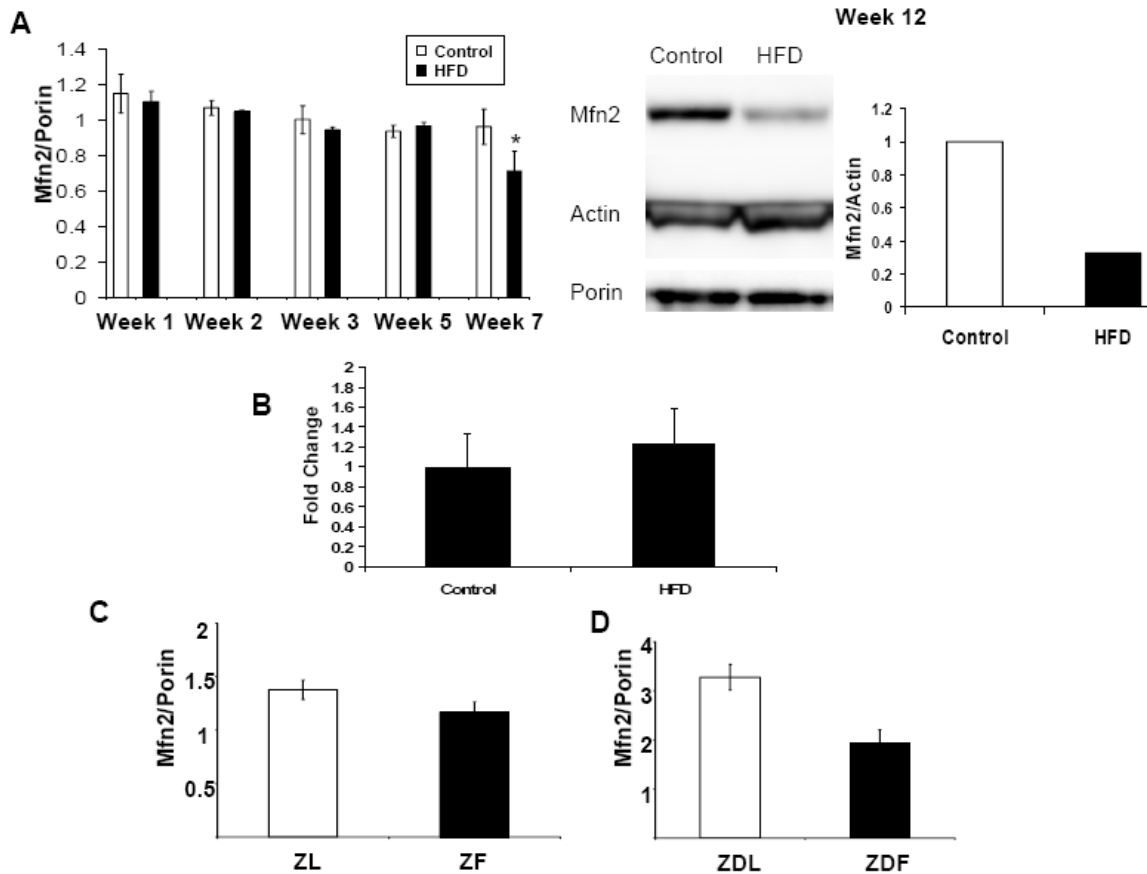 A
Mfn2/Porin
1.4
1.2
1
0.8
0.6
0.4
0.2
0
Control
HFD
*
Week 1 Week 2 Week 3 Week 5 Week 7
Week 12
Control HFD
Mfn2
Actin
Porin
Mfn2/Actin
1.2
1
0.8
0.6
0.4
0.2
0
Control HFD
B
Fold Change
2
1.8
1.6
1.4
1.2
1
0.8
0.6
0.4
0.2
0
Control HFD
C
Mfn2/Porin
2
1.5
1
0.5
ZL ZF
D
Mfn2/Porin
4
3
2
1
ZDL ZDF